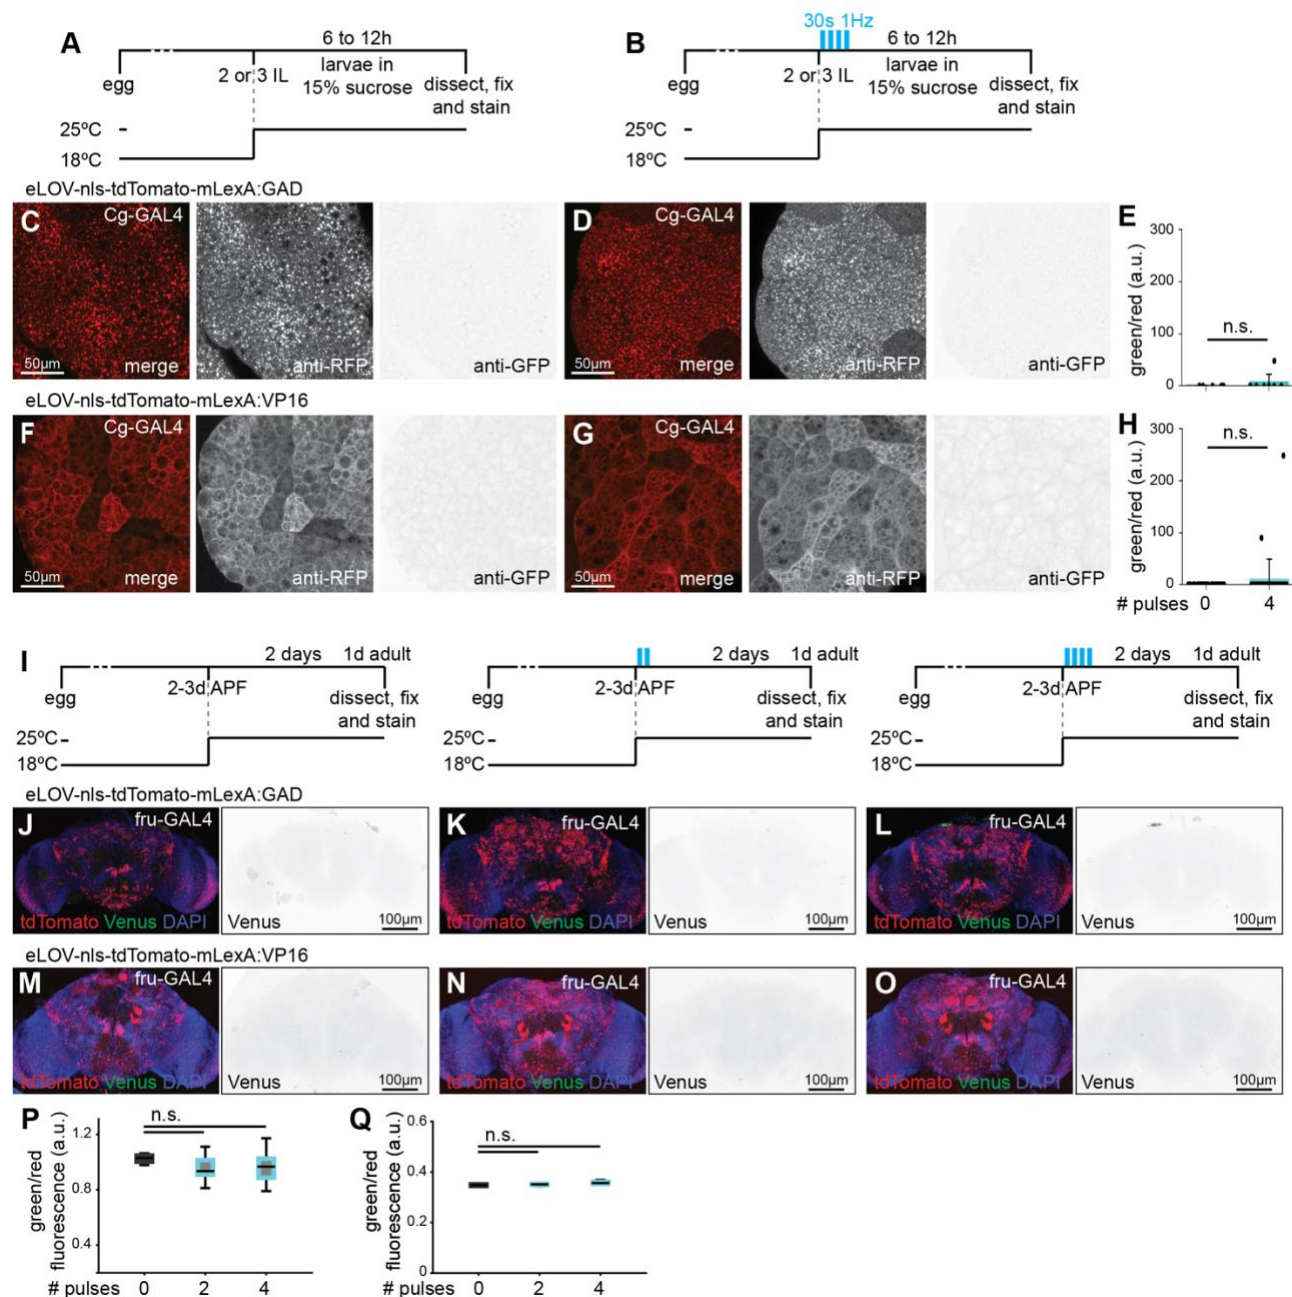 A
6 to 12h
egg
2 or 3 IL
larvae in
15% sucrose
dissect, fix
and stain
25ºC
18ºC
B
30s 1Hz
6 to 12h
egg
2 or 3 IL
larvae in
15% sucrose
dissect, fix
and stain
25ºC
18ºC
eLOV-nls-tdTomato-mLexA:GAD
C
Cg-GAL4
50µm
merge
anti-RFP
anti-GFP
D
Cg-GAL4
50µm
merge
anti-RFP
anti-GFP
E
green/red (a.u.)
300
200
100
0
n.s.
eLOV-nls-tdTomato-mLexA:VP16
F
Cg-GAL4
50µm
merge
anti-RFP
anti-GFP
G
Cg-GAL4
50µm
merge
anti-RFP
anti-GFP
H
green/red (a.u.)
300
200
100
0
n.s.
# pulses 0 4
I
2 days 1d adult
egg
2-3d APF
dissect, fix
and stain
25ºC
18ºC
2 days 1d adult
egg
2-3d APF
dissect, fix
and stain
25ºC
18ºC
2 days 1d adult
egg
2-3d APF
dissect, fix
and stain
25ºC
18ºC
eLOV-nls-tdTomato-mLexA:GAD
J
fru-GAL4
tdTomato Venus DAPI
Venus
100µm
K
fru-GAL4
tdTomato Venus DAPI
Venus
100µm
L
fru-GAL4
tdTomato Venus DAPI
Venus
100µm
eLOV-nls-tdTomato-mLexA:VP16
M
fru-GAL4
tdTomato Venus DAPI
Venus
100µm
N
fru-GAL4
tdTomato Venus DAPI
Venus
100µm
O
fru-GAL4
tdTomato Venus DAPI
Venus
100µm
P
green/red
fluorescence (a.u.)
1.2
0.8
0.4
n.s.
# pulses 0 2 4
Q
green/red
fluorescence (a.u.)
0.6
0.4
0.2
0
n.s.
# pulses 0 2 4